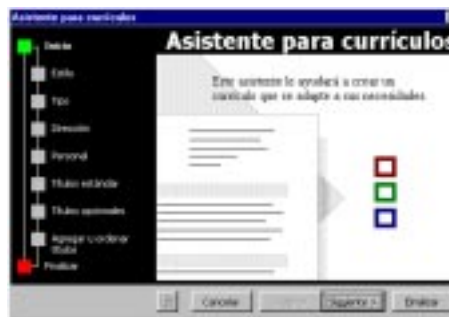 Asistente para currículos
Asistente para currículos
Inicio
Estilo
Tipo
Dirección
Personal
Títulos estándar
Títulos opcionales
Agregar u ordenar
títulos
Finalizar
Este asistente le ayudará a crear un
currículo que se adapte a sus necesidades.
Cancelar
Siguiente >
Finalizar